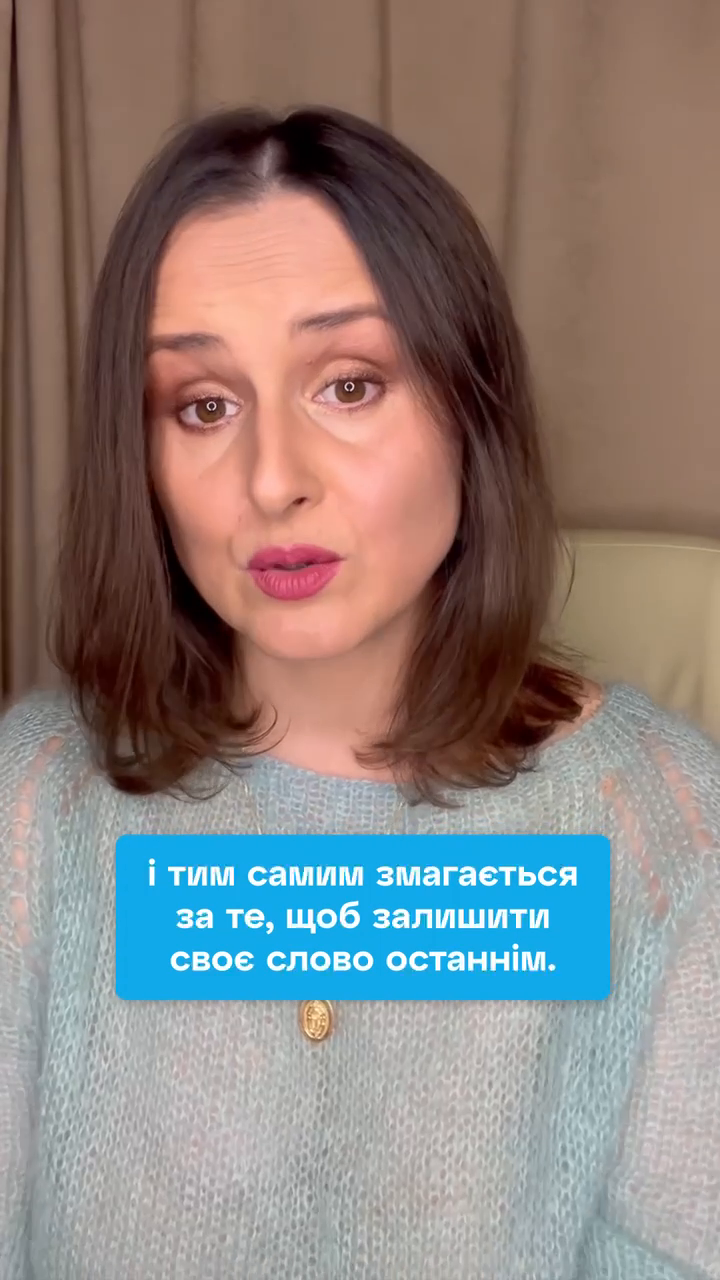 і тим самим змагається
за те, щоб залишити
своє слово останнім.